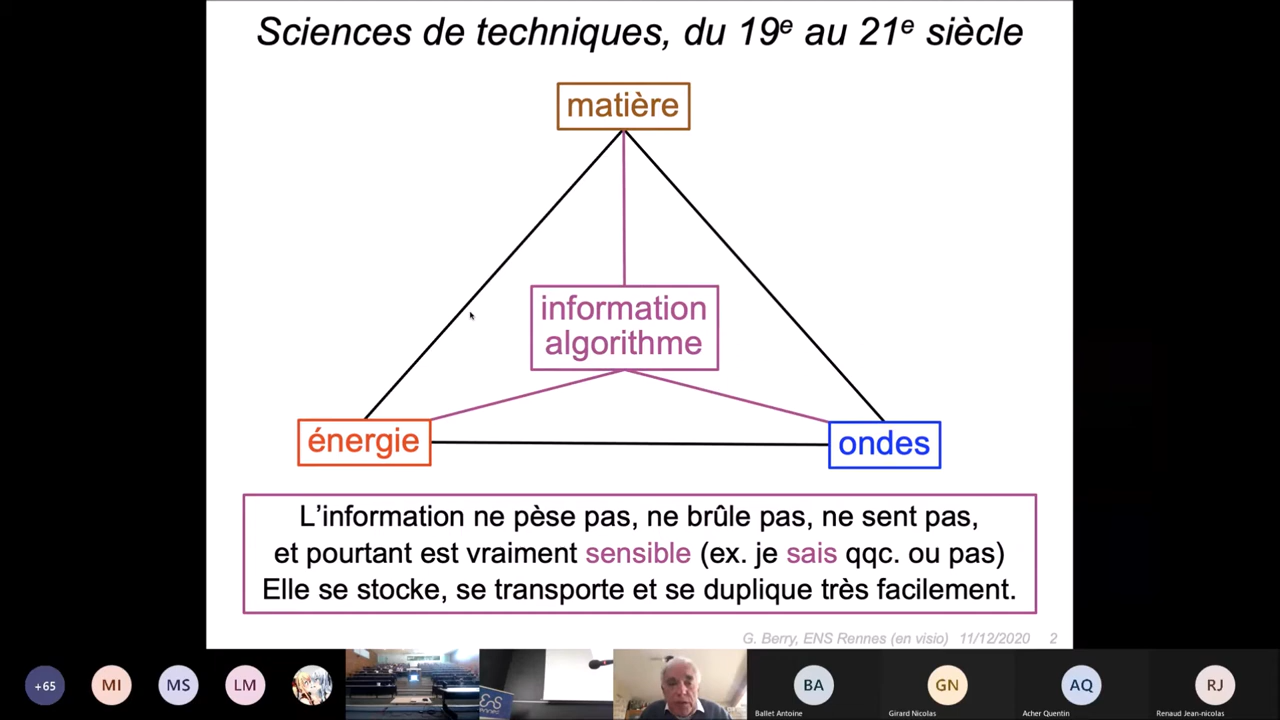 Sciences de techniques, du 19e au 21e siècle
matière
information
algorithme
énergie
ondes
L'information ne pèse pas, ne brûle pas, ne sent pas,
et pourtant est vraiment sensible (ex. je sais qqc. ou pas)
Elle se stocke, se transporte et se duplique très facilement.
G. Berry, ENS Rennes (en visio) 11/12/2020 2
+65
MI
MS
LM
BA
GN
AQ
RJ
Ballet Antoine
Girard Nicolas
Acher Quentin
Renaud Jean-nicolas